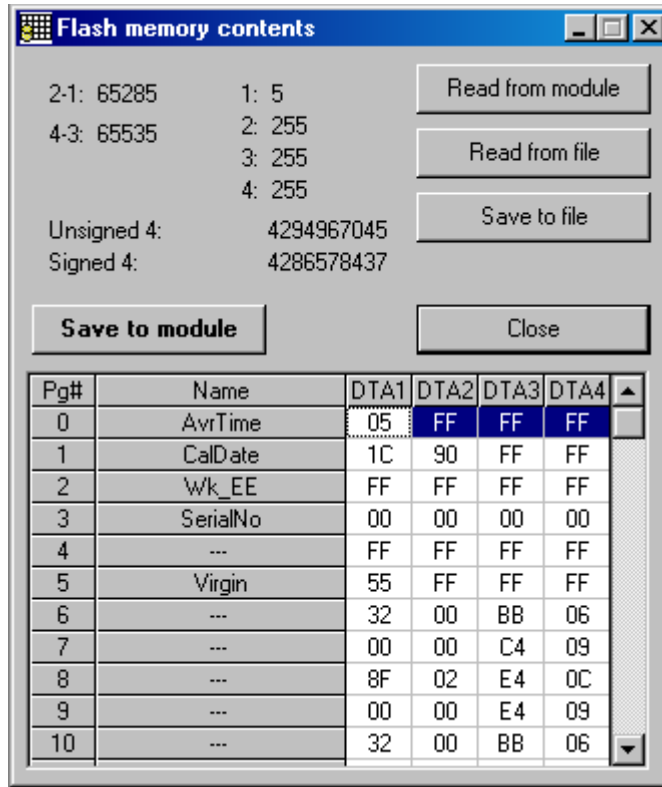 Flash memory contents
2-1: 65285 1: 5 Read from module
4-3: 65535 2: 255
3: 255 Read from file
4: 255
Unsigned 4: 4294967045 Save to file
Signed 4: 4286578437
Save to module Close
Pg# Name DTA1 DTA2 DTA3 DTA4
0 AvrTime 05 FF FF FF
1 CalDate 1C 90 FF FF
2 Wk_EE FF FF FF FF
3 SerialNo 00 00 00 00
4 --- FF FF FF FF
5 Virgin 55 FF FF FF
6 --- 32 00 BB 06
7 --- 00 00 C4 09
8 --- 8F 02 E4 0C
9 --- 00 00 E4 09
10 --- 32 00 BB 06